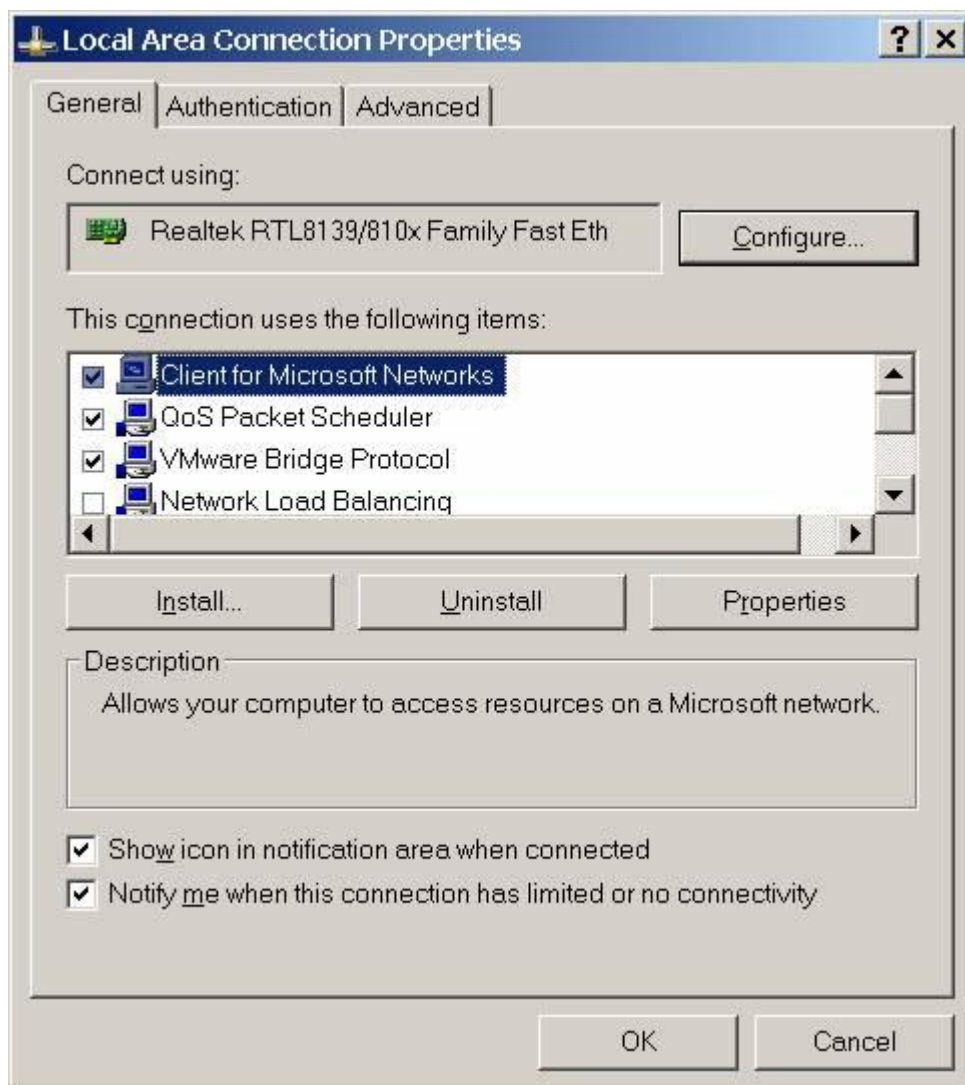 Local Area Connection Properties
General Authentication Advanced
Connect using:
Realtek RTL8139/810x Family Fast Eth
Configure...
This connection uses the following items:
Client for Microsoft Networks
QoS Packet Scheduler
VMware Bridge Protocol
Network Load Balancing
Install... Uninstall Properties
Description
Allows your computer to access resources on a Microsoft network.
Show icon in notification area when connected
Notify me when this connection has limited or no connectivity
OK Cancel